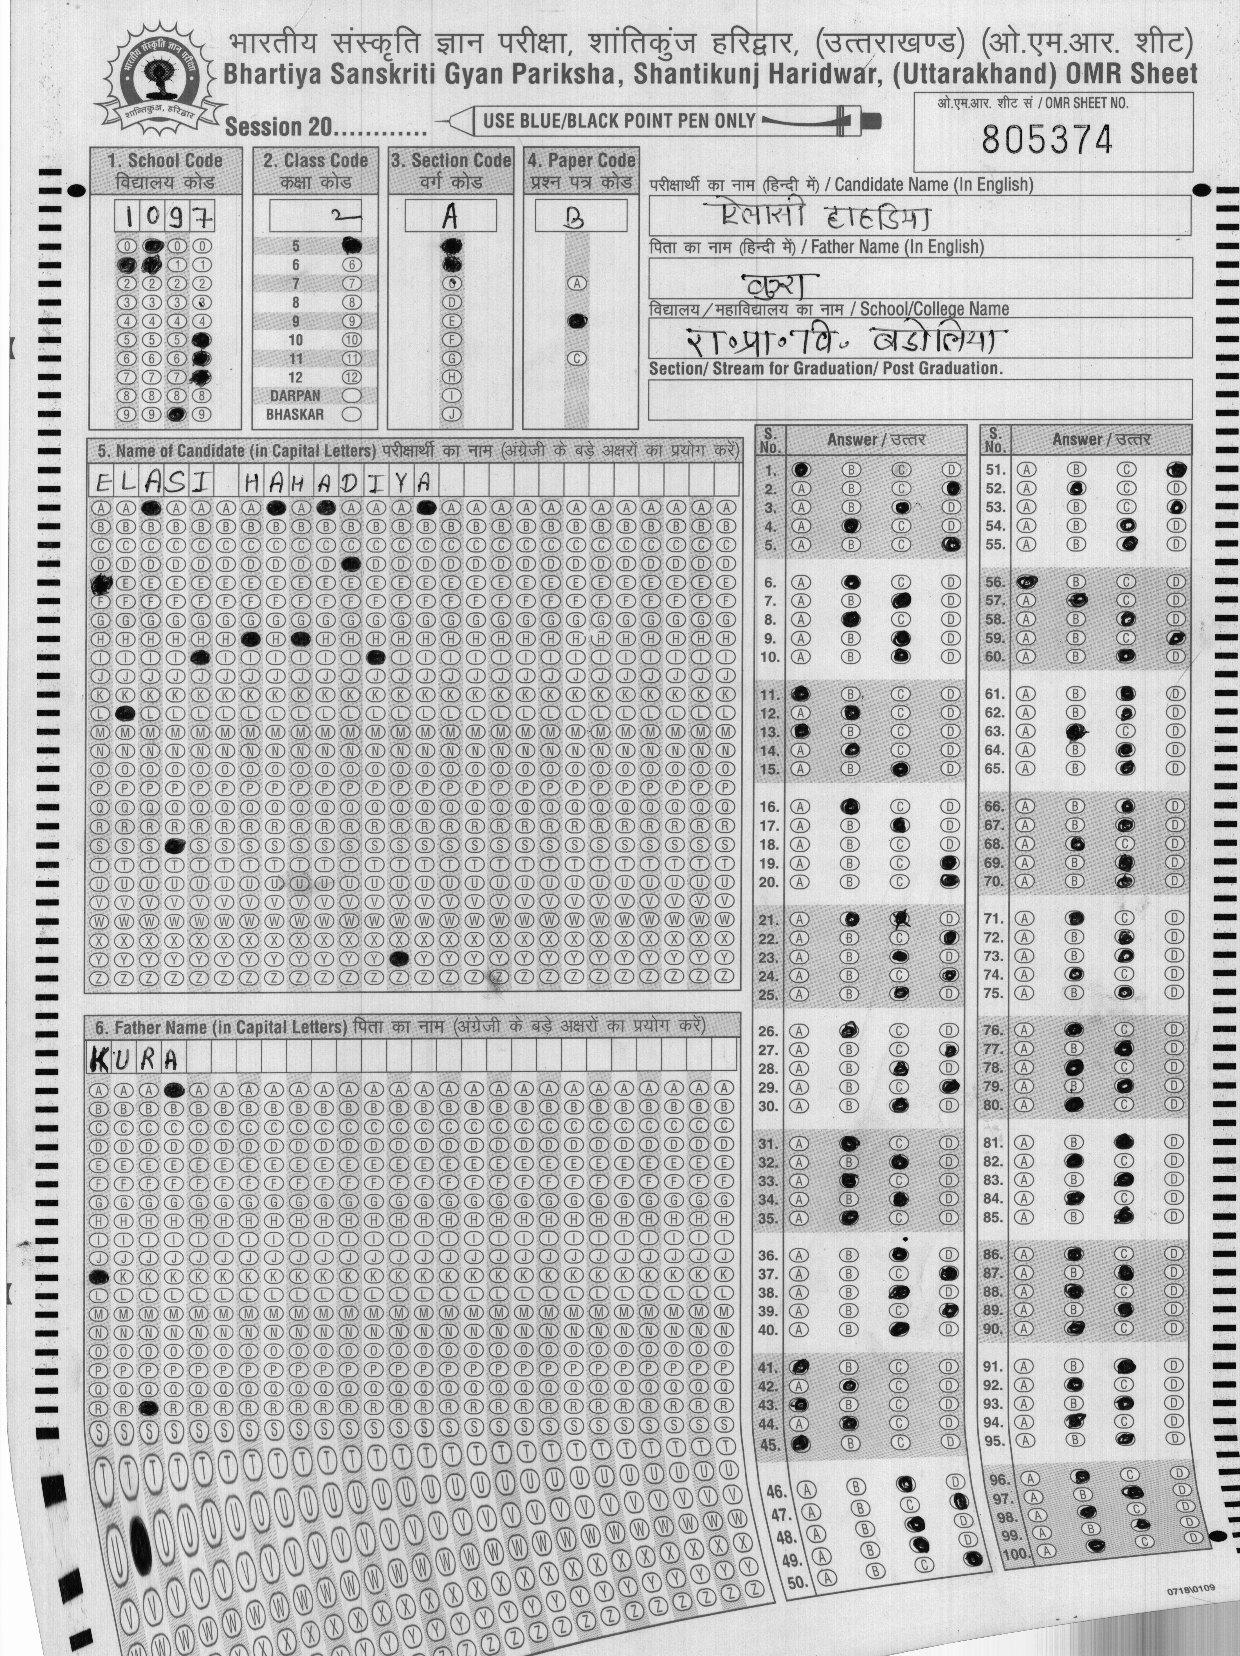 भारतीय संस्कृति ज्ञान परीक्षा, शांतिकुंज हरिद्वार, (उत्तराखण्ड) (ओ.एम.आर. शीट)
Bhartiya Sanskriti Gyan Pariksha, Shantikunj Haridwar, (Uttarakhand) OMR Sheet
Session 20............
USE BLUE/BLACK POINT PEN ONLY
ओ.एम.आर. शीट सं / OMR SHEET NO.
805374
1. School Code
विद्यालय कोड
1097
2. Class Code
कक्षा कोड
2
5
6
7
8
9
10
11
12
DARPAN
BHASKAR
3. Section Code
वर्ग कोड
A
4. Paper Code
प्रश्न पत्र कोड
B
परीक्षार्थी का नाम (हिन्दी में) / Candidate Name (In English)
पिता का नाम (हिन्दी में) / Father Name (In English)
कुरा
विद्यालय/महाविद्यालय का नाम / School/College Name
रा॰प्रा॰वि॰ बडोलिया
Section/ Stream for Graduation/ Post Graduation.
5. Name of Candidate (in Capital Letters) परीक्षार्थी का नाम (अंग्रेजी के बड़े अक्षरों का प्रयोग करें)
ELASI HAHADIYA
6. Father Name (in Capital Letters) पिता का नाम (अंग्रेजी के बड़े अक्षरों का प्रयोग करें)
KURA
S. No. Answer / उत्तर
S. No. Answer / उत्तर
0718\0109